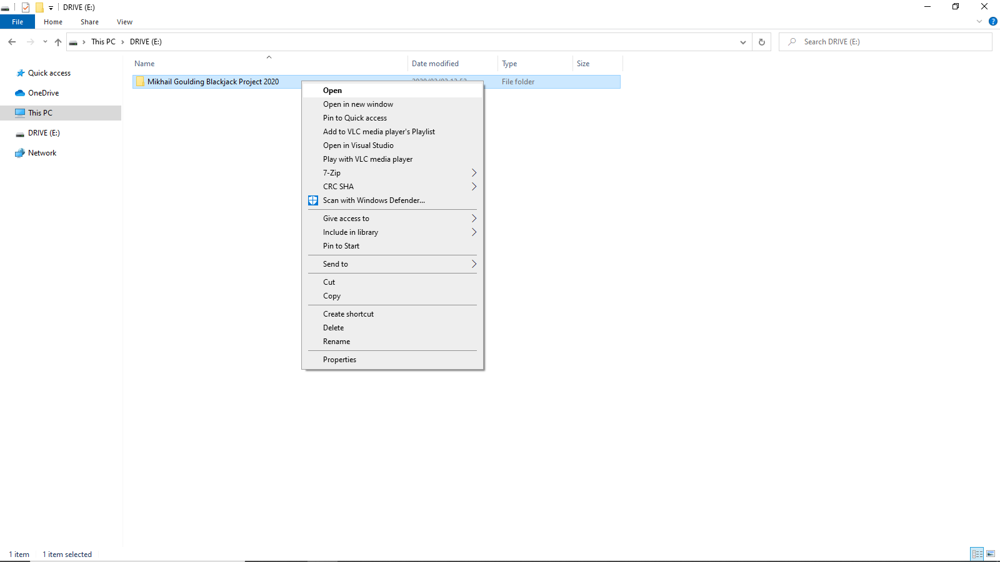 DRIVE (E:)
File Home Share View
This PC DRIVE (E:)
Search DRIVE (E:)
Name Date modified Type Size
Quick access
OneDrive
This PC
DRIVE (E:)
Network
Mikhail Goulding Blackjack Project 2020 File folder
Open
Open in new window
Pin to Quick access
Add to VLC media player's Playlist
Open in Visual Studio
Play with VLC media player
7-Zip
CRC SHA
Scan with Windows Defender...
Give access to
Include in library
Pin to Start
Send to
Cut
Copy
Create shortcut
Delete
Rename
Properties
1 item 1 item selected